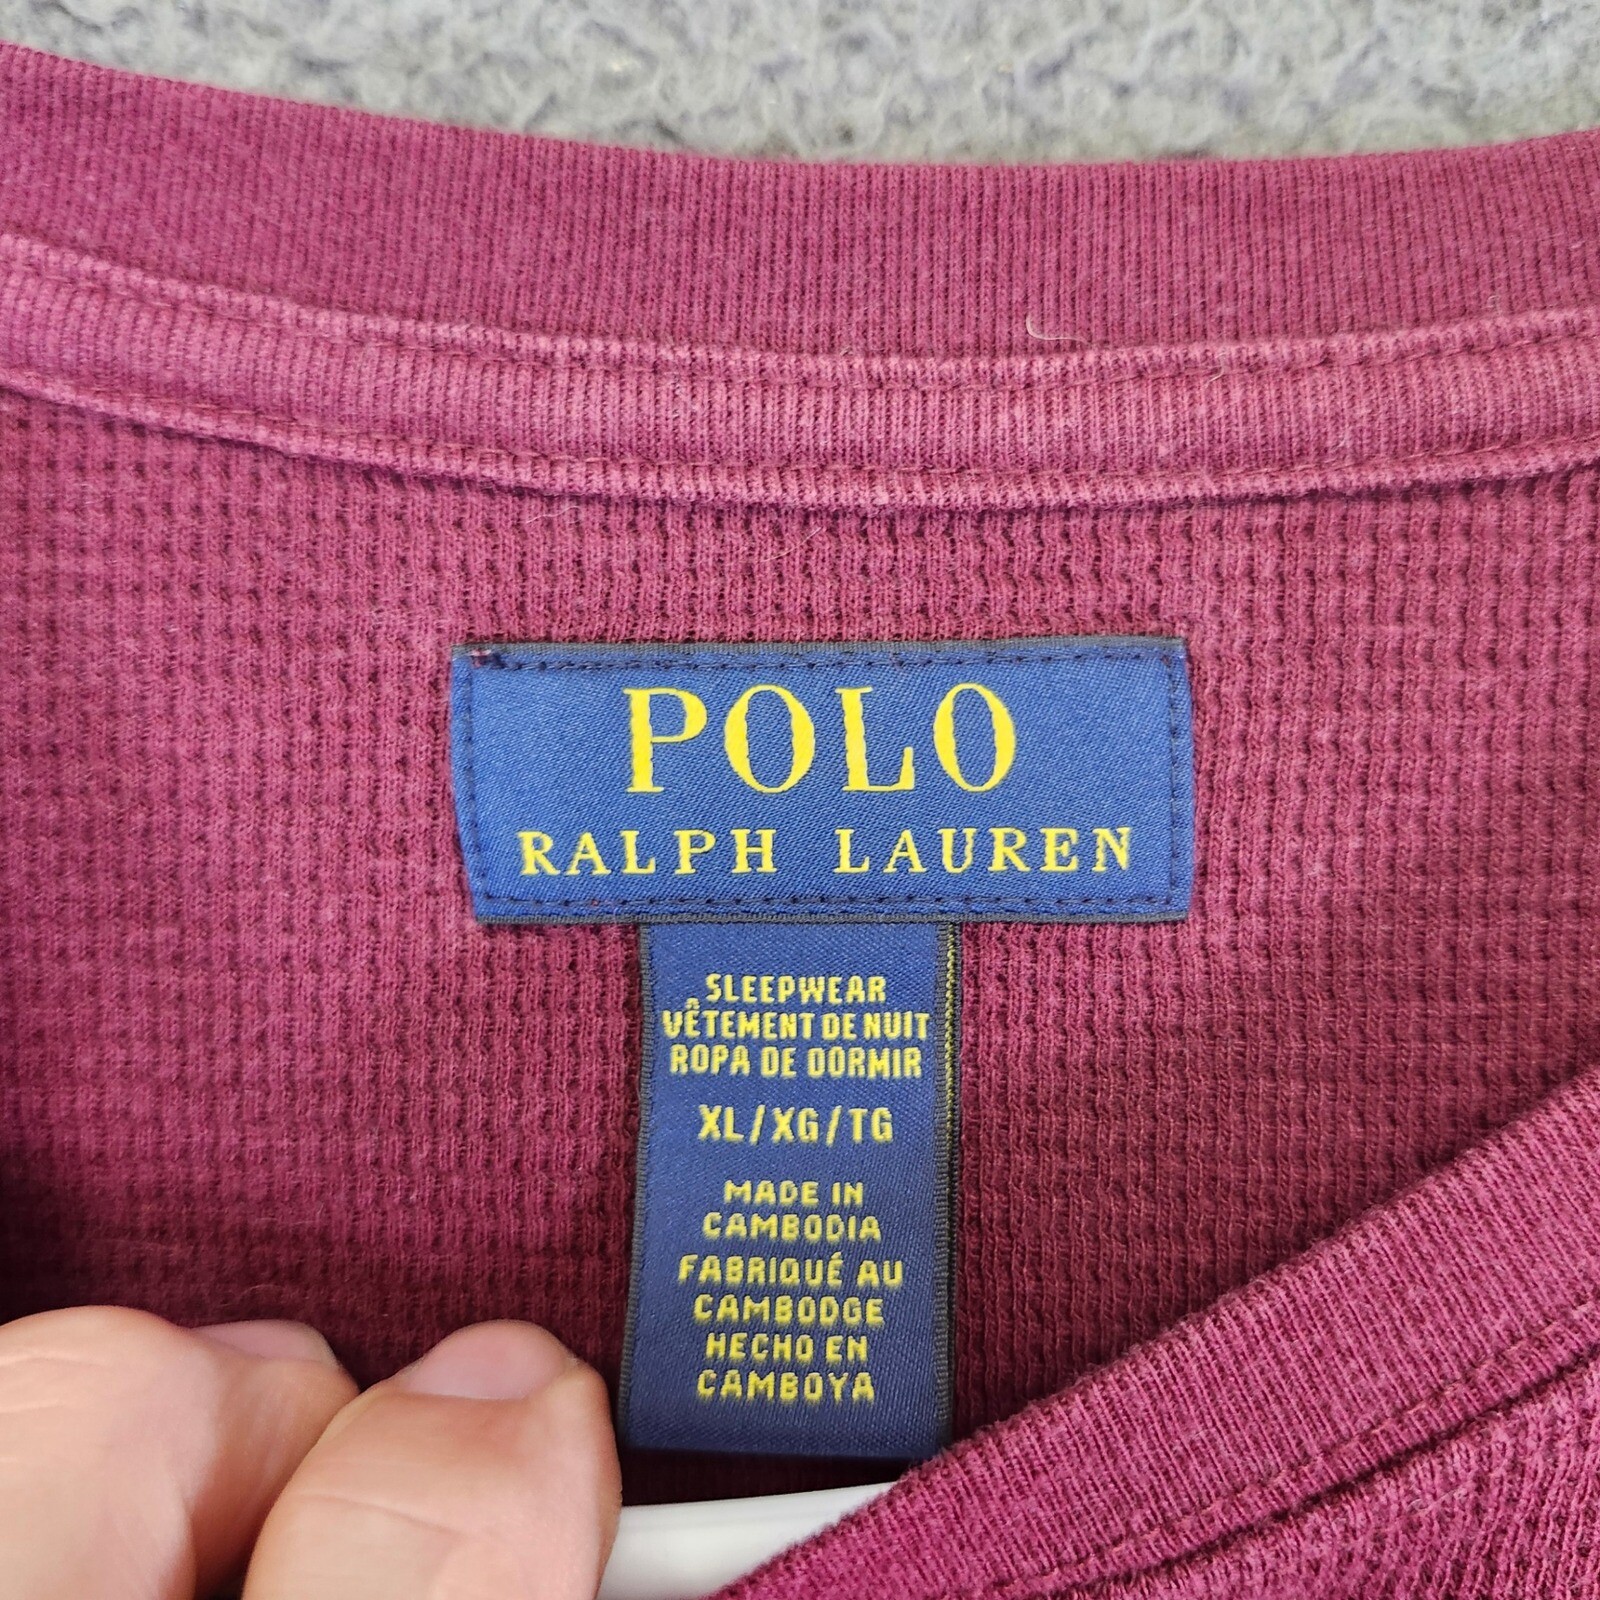 POLO
RALPH LAUREN
SLEEPWEAR
VÊTEMENT DE NUIT
ROPA DE DORMIR
XL/XG/TG
MADE IN
CAMBODIA
FABRIQUÉ AU
CAMBODGE
HECHO EN
CAMBOYA